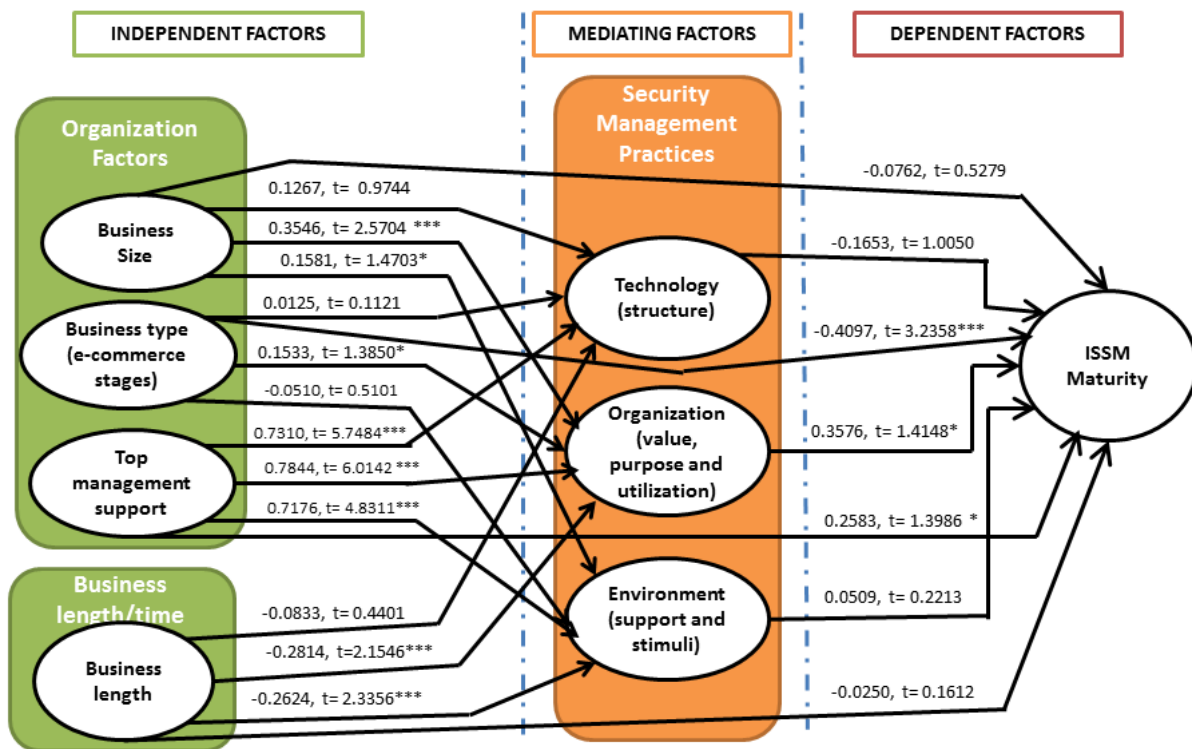 INDEPENDENT FACTORS
MEDIATING FACTORS
DEPENDENT FACTORS
Organization
Factors
Business
Size
Business type
(e-commerce
stages)
Top
management
support
Business
length/time
Business
length
0.1267, t= 0.9744
0.3546, t= 2.5704 ***
0.1581, t= 1.4703*
0.0125, t= 0.1121
0.1533, t= 1.3850*
-0.0510, t= 0.5101
0.7310, t= 5.7484***
0.7844, t= 6.0142 ***
0.7176, t= 4.8311***
-0.0833, t= 0.4401
-0.2814, t=2.1546***
-0.2624, t= 2.3356***
Security
Management
Practices
Technology
(structure)
Organization
(value,
purpose and
utilization)
Environment
(support and
stimuli)
-0.0762, t= 0.5279
-0.1653, t= 1.0050
-0.4097, t= 3.2358***
0.3576, t= 1.4148*
0.2583, t= 1.3986 *
0.0509, t= 0.2213
-0.0250, t= 0.1612
ISSM
Maturity